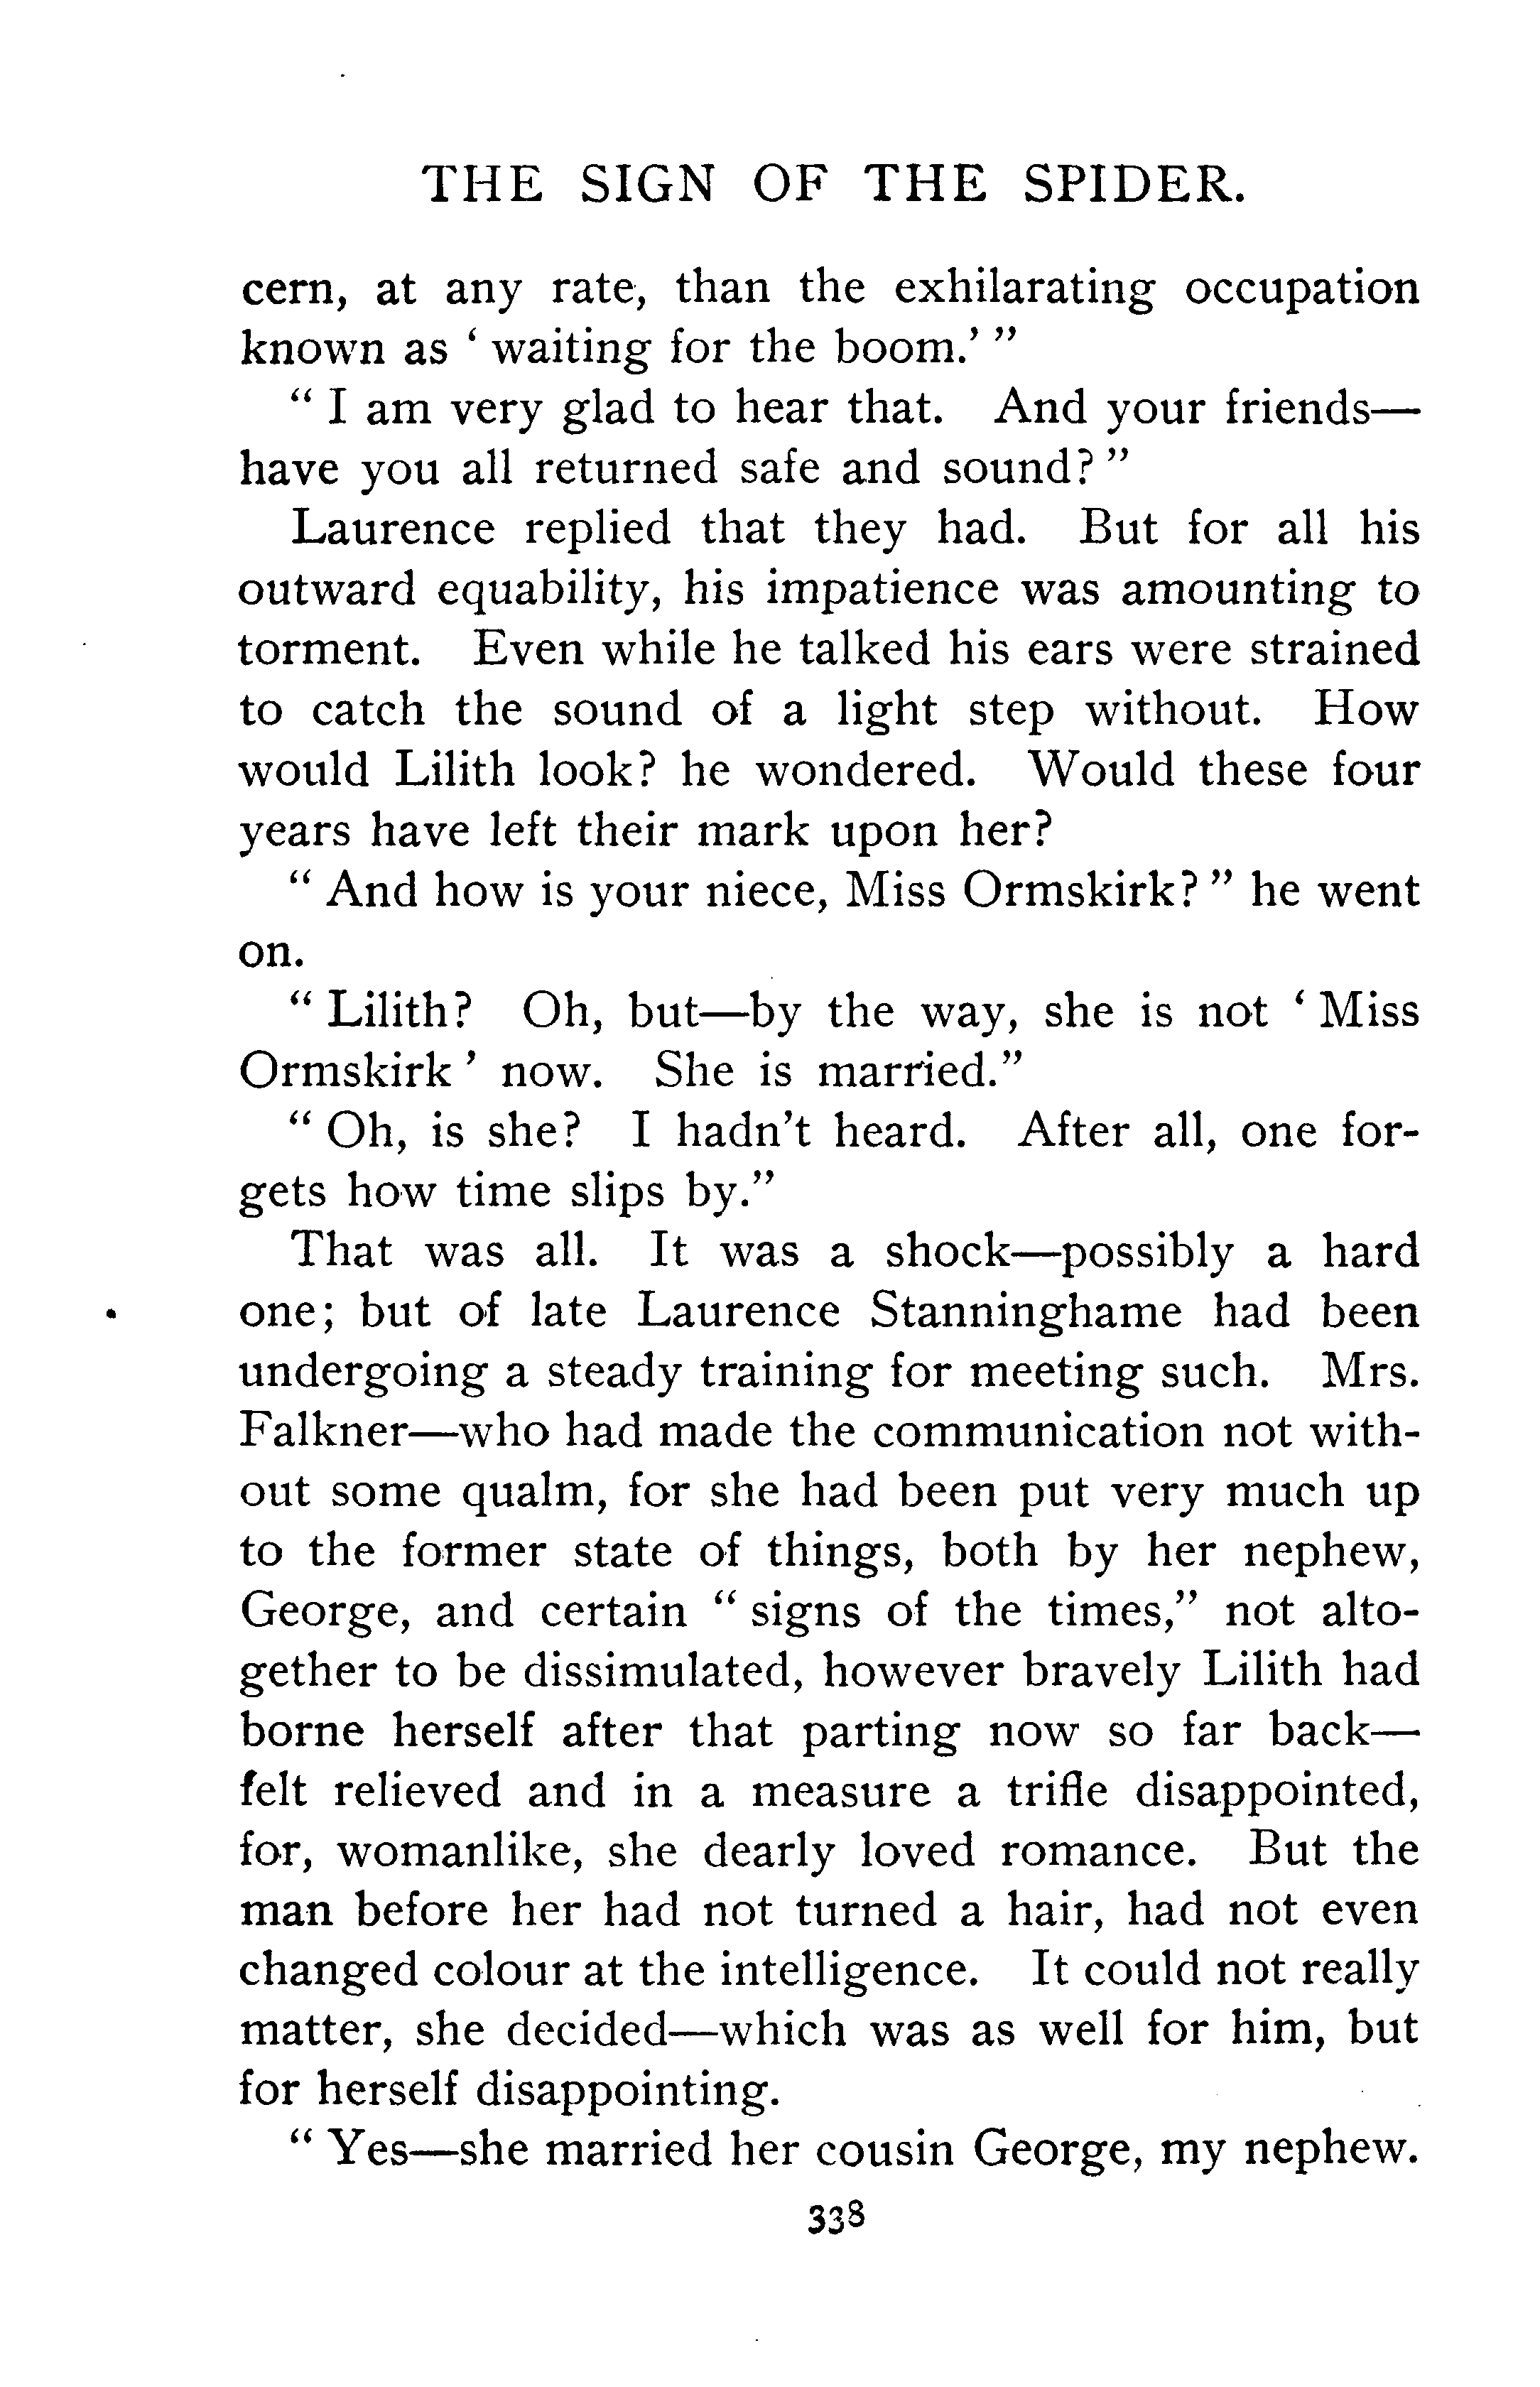 THE SIGN OF THE SPIDER.
cern, at any rate, than the exhilarating occupation
known as ‘ waiting for the boom.’ ”
“ I am very glad to hear that. And your friends—
have you all returned safe and sound? ”
Laurence replied that they had. But for all his
outward equability, his impatience was amounting to
torment. Even while he talked his ears were strained
to catch the sound of a light step without. How
would Lilith look? he wondered. Would these four
years have left their mark upon her?
“ And how is your niece, Miss Ormskirk? ” he went
on.
“ Lilith? Oh, but—by the way, she is not ‘ Miss
Ormskirk ’ now. She is married.”
“ Oh, is she? I hadn’t heard. After all, one for-
gets how time slips by.”
That was all. It was a shock—possibly a hard
one; but of late Laurence Stanninghame had been
undergoing a steady training for meeting such. Mrs.
Falkner—who had made the communication not with-
out some qualm, for she had been put very much up
to the former state of things, both by her nephew,
George, and certain “ signs of the times,” not alto-
gether to be dissimulated, however bravely Lilith had
borne herself after that parting now so far back—
felt relieved and in a measure a trifle disappointed,
for, womanlike, she dearly loved romance. But the
man before her had not turned a hair, had not even
changed colour at the intelligence. It could not really
matter, she decided—which was as well for him, but
for herself disappointing.
“ Yes—she married her cousin George, my nephew.
338